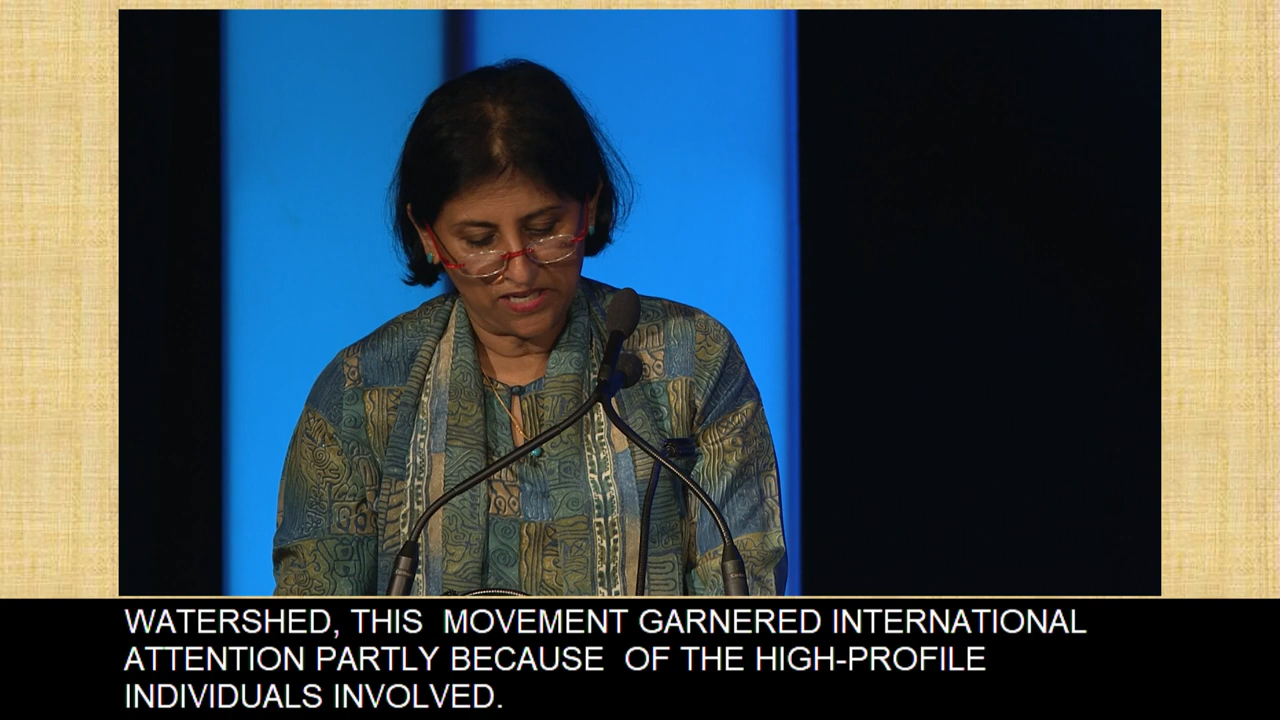 WATERSHED, THIS  MOVEMENT GARNERED INTERNATIONAL
ATTENTION PARTLY BECAUSE  OF THE HIGH-PROFILE
INDIVIDUALS INVOLVED.